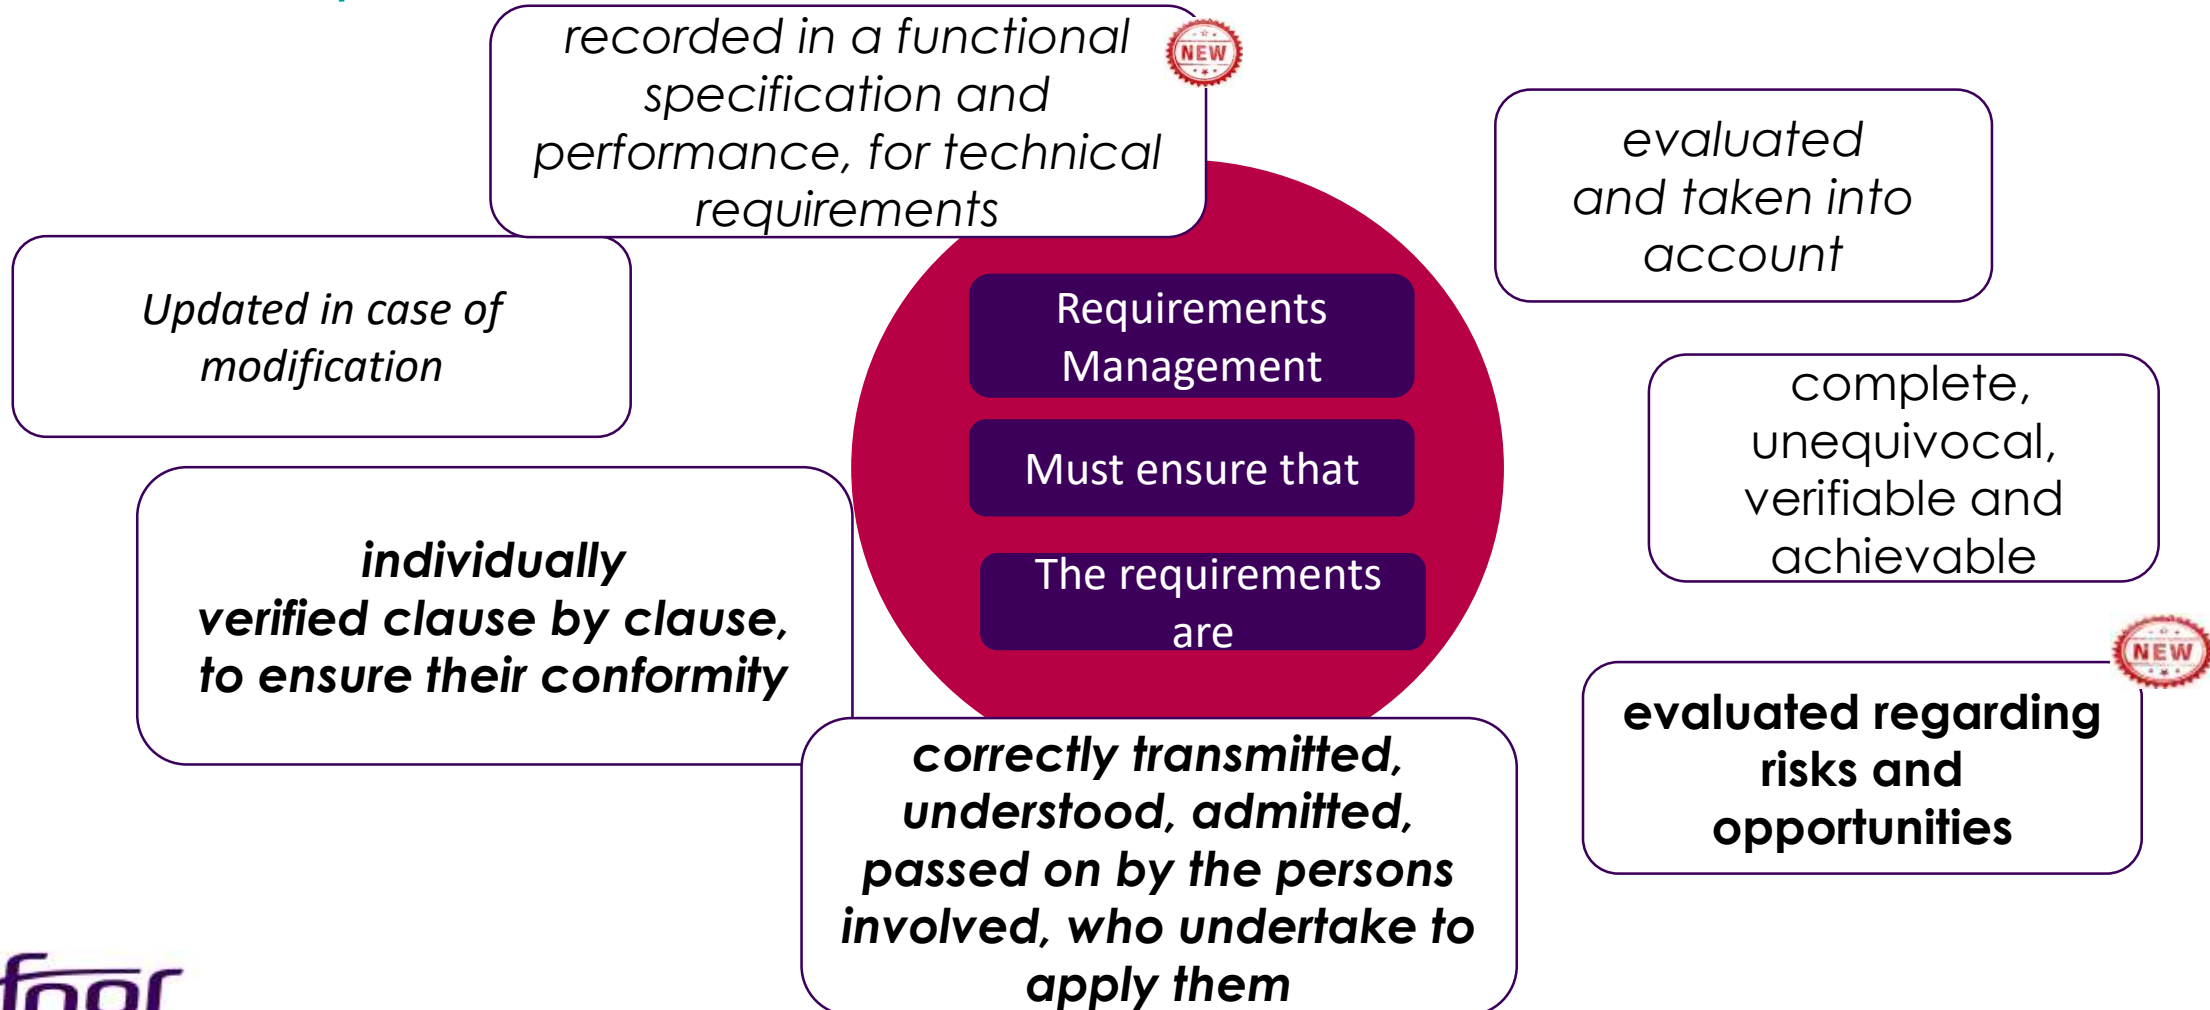 recorded in a functional
specification and
performance, for technical
requirements
NEW
evaluated
and taken into
account
Updated in case of
modification
Requirements
Management
complete,
unequivocal,
verifiable and
achievable
Must ensure that
individually
verified clause by clause,
to ensure their conformity
The requirements
are
NEW
evaluated regarding
risks and
opportunities
correctly transmitted,
understood, admitted,
passed on by the persons
involved, who undertake to
apply them